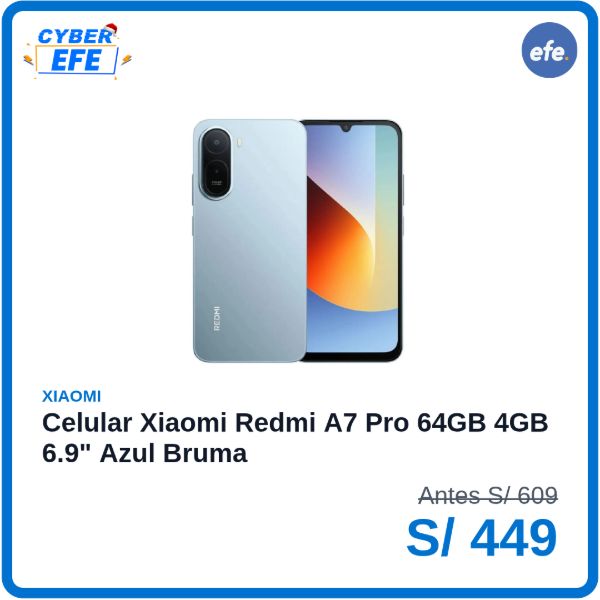 CYBER
EFE
efe.
REDMI
XIAOMI
Celular Xiaomi Redmi A7 Pro 64GB 4GB
6.9" Azul Bruma
Antes S/ 609
S/ 449